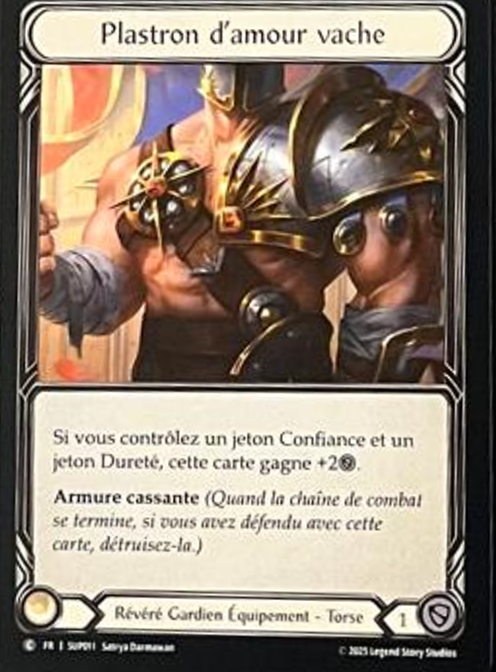 Plastron d'amour vache
Si vous contrôlez un jeton Confiance et un
jeton Dureté, cette carte gagne +2.
Armure cassante (Quand la chaîne de combat
se termine, si vous avez défendu avec cette
carte, détruisez-la.)
Révéré Gardien Équipement - Torse
1
C FR | SUP011 Satrya Darmawan
© 2025 Legend Story Studios